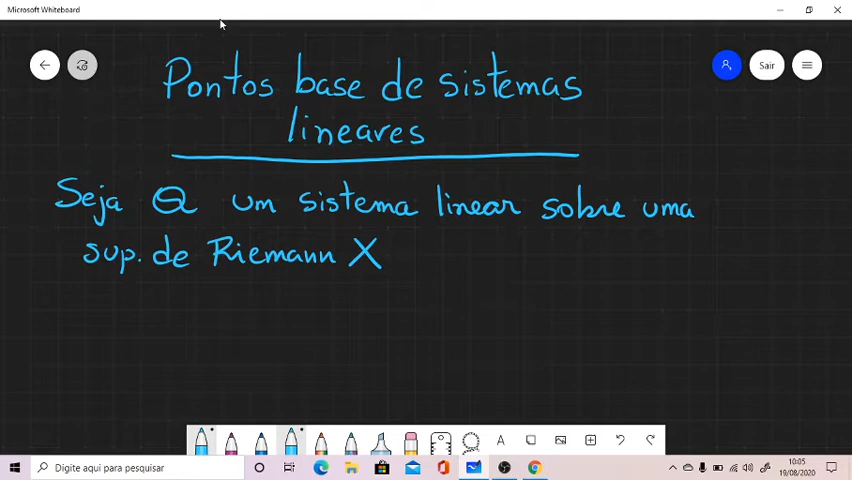 Microsoft Whiteboard
Sair
Pontos base de sistemas
lineares
Seja Q um sistema linear sobre uma
sup. de Riemann X
A
Digite aqui para pesquisar
10:05
19/08/2020